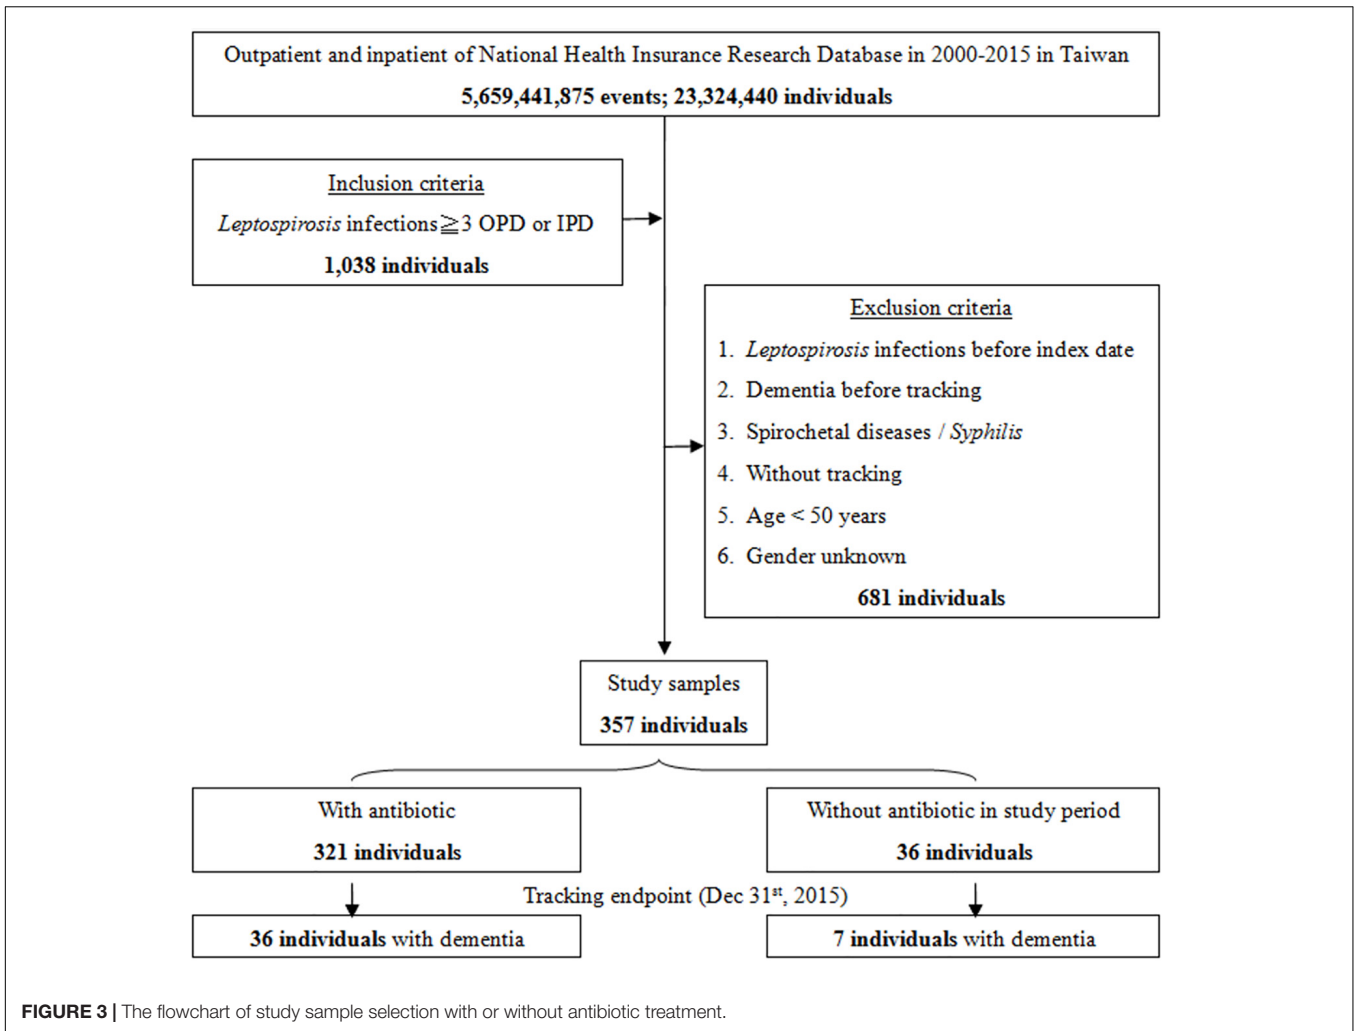 Outpatient and inpatient of National Health Insurance Research Database in 2000-2015 in Taiwan
5,659,441,875 events; 23,324,440 individuals
Inclusion criteria
Leptospirosis infections≧3 OPD or IPD
1,038 individuals
Exclusion criteria
1. Leptospirosis infections before index date
2. Dementia before tracking
3. Spirochetal diseases / Syphilis
4. Without tracking
5. Age < 50 years
6. Gender unknown
681 individuals
Study samples
357 individuals
With antibiotic
321 individuals
Without antibiotic in study period
36 individuals
Tracking endpoint (Dec 31st, 2015)
36 individuals with dementia
7 individuals with dementia
FIGURE 3 | The flowchart of study sample selection with or without antibiotic treatment.